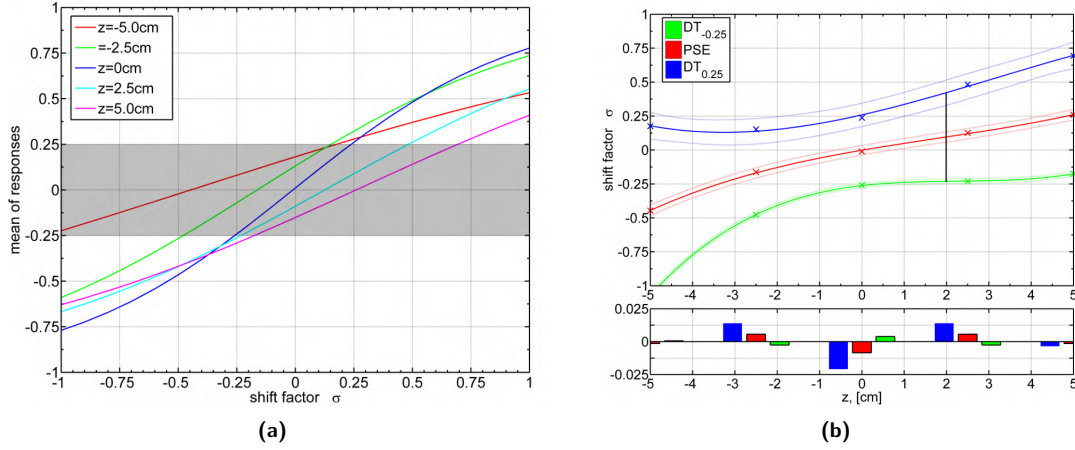 z=-5.0cm
=-2.5cm
z=0cm
z=2.5cm
z=5.0cm
1
0.75
0.5
0.25
0
-0.25
-0.5
-0.75
-1
mean of responses
-1 -0.75 -0.5 -0.25 0 0.25 0.5 0.75 1
shift factor σ
(a)
DT-0.25
PSE
DT0.25
1
0.75
0.5
0.25
0
-0.25
-0.5
-0.75
-1
shift factor σ
-5 -4 -3 -2 -1 0 1 2 3 4 5
0.025
0
-0.025
-5 -4 -3 -2 -1 0 1 2 3 4 5
z, [cm]
(b)